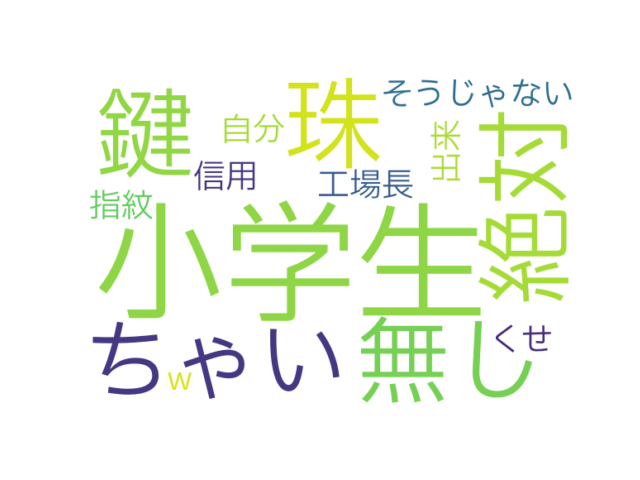 鍵
珠
そうじゃない
自分
出来
絶対
信用
工場長
指紋
小学生
ちゃい
無し
くせ
w